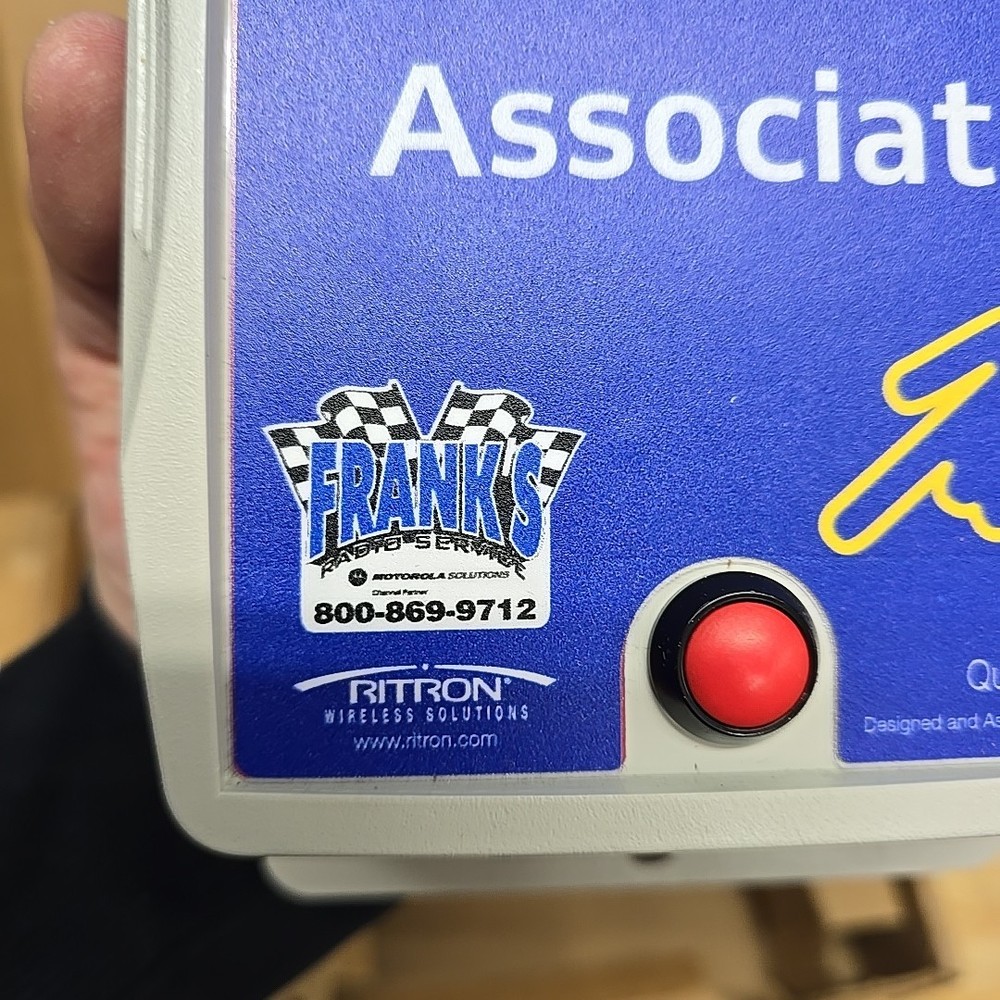 Associat
FRANK'S
RADIO SERVICE
MOTOROLA SOLUTIONS
Channel Partner
800-869-9712
RITRON®
WIRELESS SOLUTIONS
www.ritron.com
Qu
Designed and As